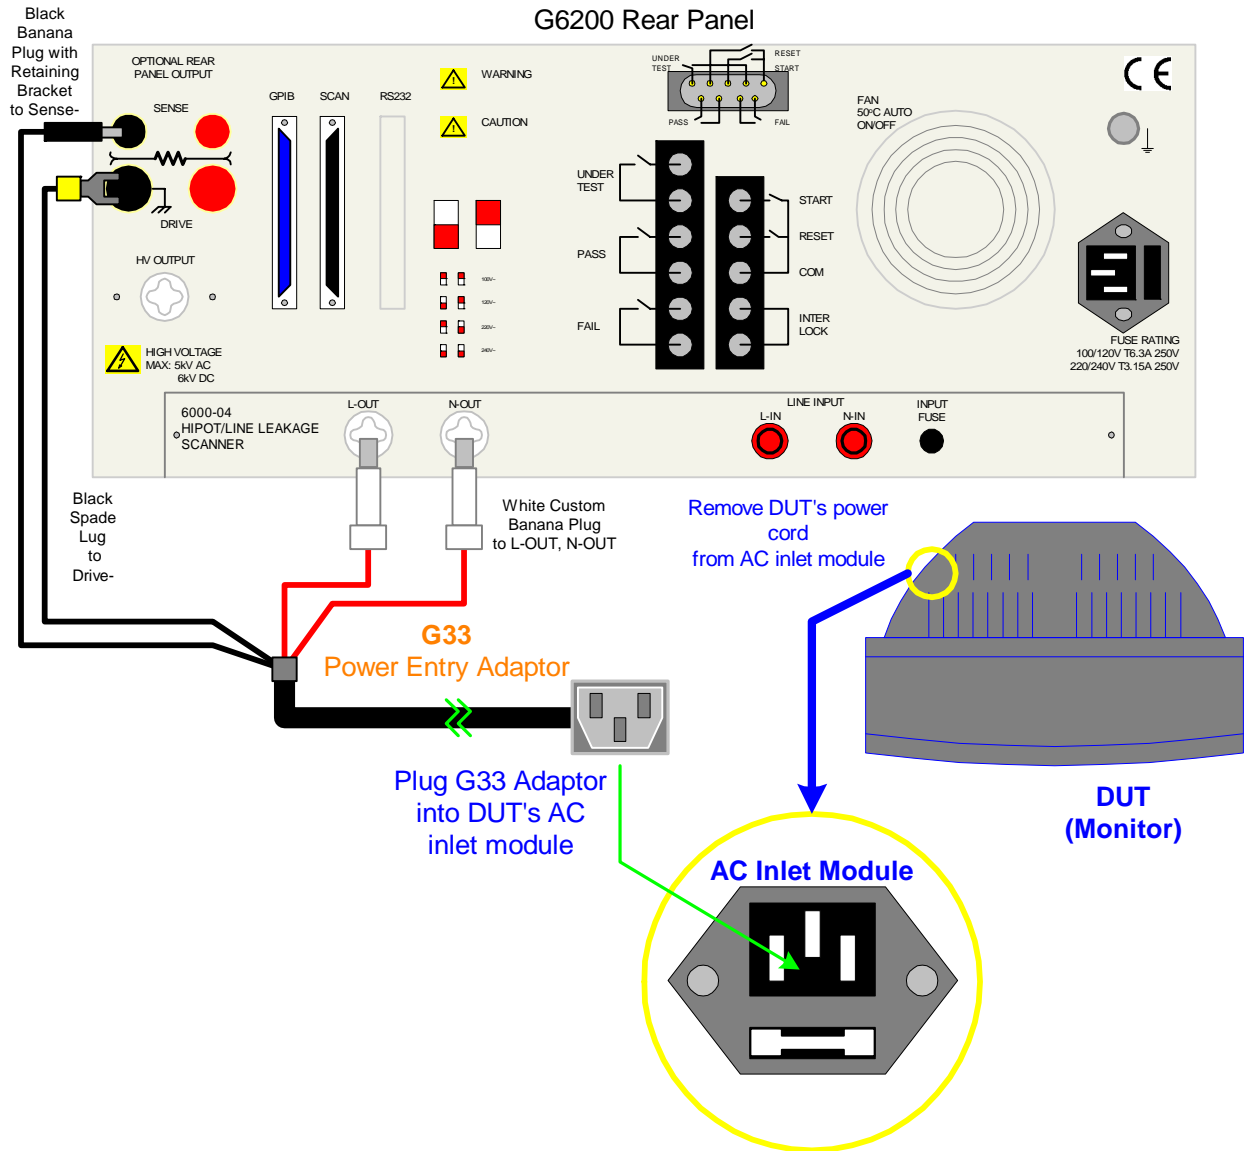 G6200 Rear Panel
Black
Banana
Plug with
Retaining
Bracket
to Sense-
OPTIONAL REAR
PANEL OUTPUT
SENSE
DRIVE
HV OUTPUT
HIGH VOLTAGE
MAX: 5kV AC
6kV DC
GPIB
SCAN
RS232
WARNING
CAUTION
100V~
120V~
220V~
240V~
UNDER
TEST
RESET
START
PASS
FAIL
UNDER
TEST
PASS
FAIL
START
RESET
COM
INTER
LOCK
FAN
50°C AUTO
ON/OFF
CE
FUSE RATING
100/120V T6.3A 250V
220/240V T3.15A 250V
6000-04
HIPOT/LINE LEAKAGE
SCANNER
L-OUT
N-OUT
LINE INPUT
L-IN
N-IN
INPUT
FUSE
Black
Spade
Lug
to
Drive-
White Custom
Banana Plug
to L-OUT, N-OUT
Remove DUT's power
cord
from AC inlet module
G33
Power Entry Adaptor
Plug G33 Adaptor
into DUT's AC
inlet module
DUT
(Monitor)
AC Inlet Module